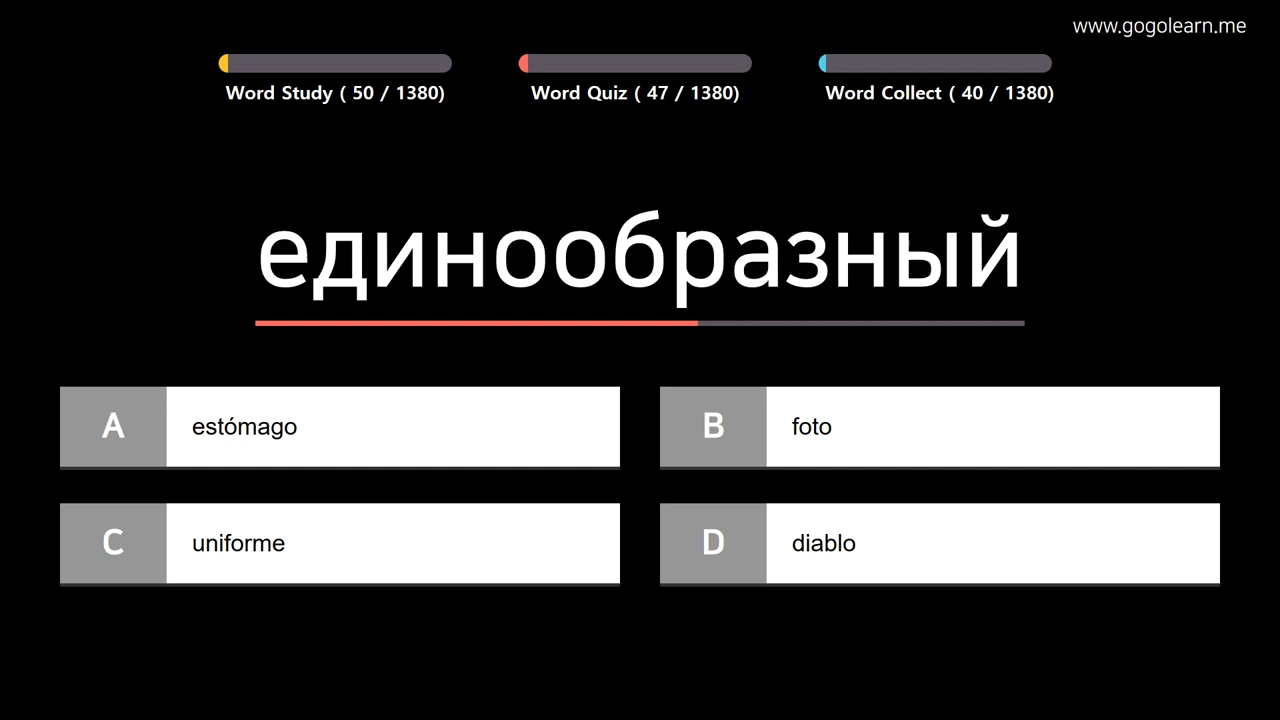 www.gogolearn.me
Word Study ( 50 / 1380)
Word Quiz ( 47 / 1380)
Word Collect ( 40 / 1380)
единообразный
A estómago
B foto
C uniforme
D diablo